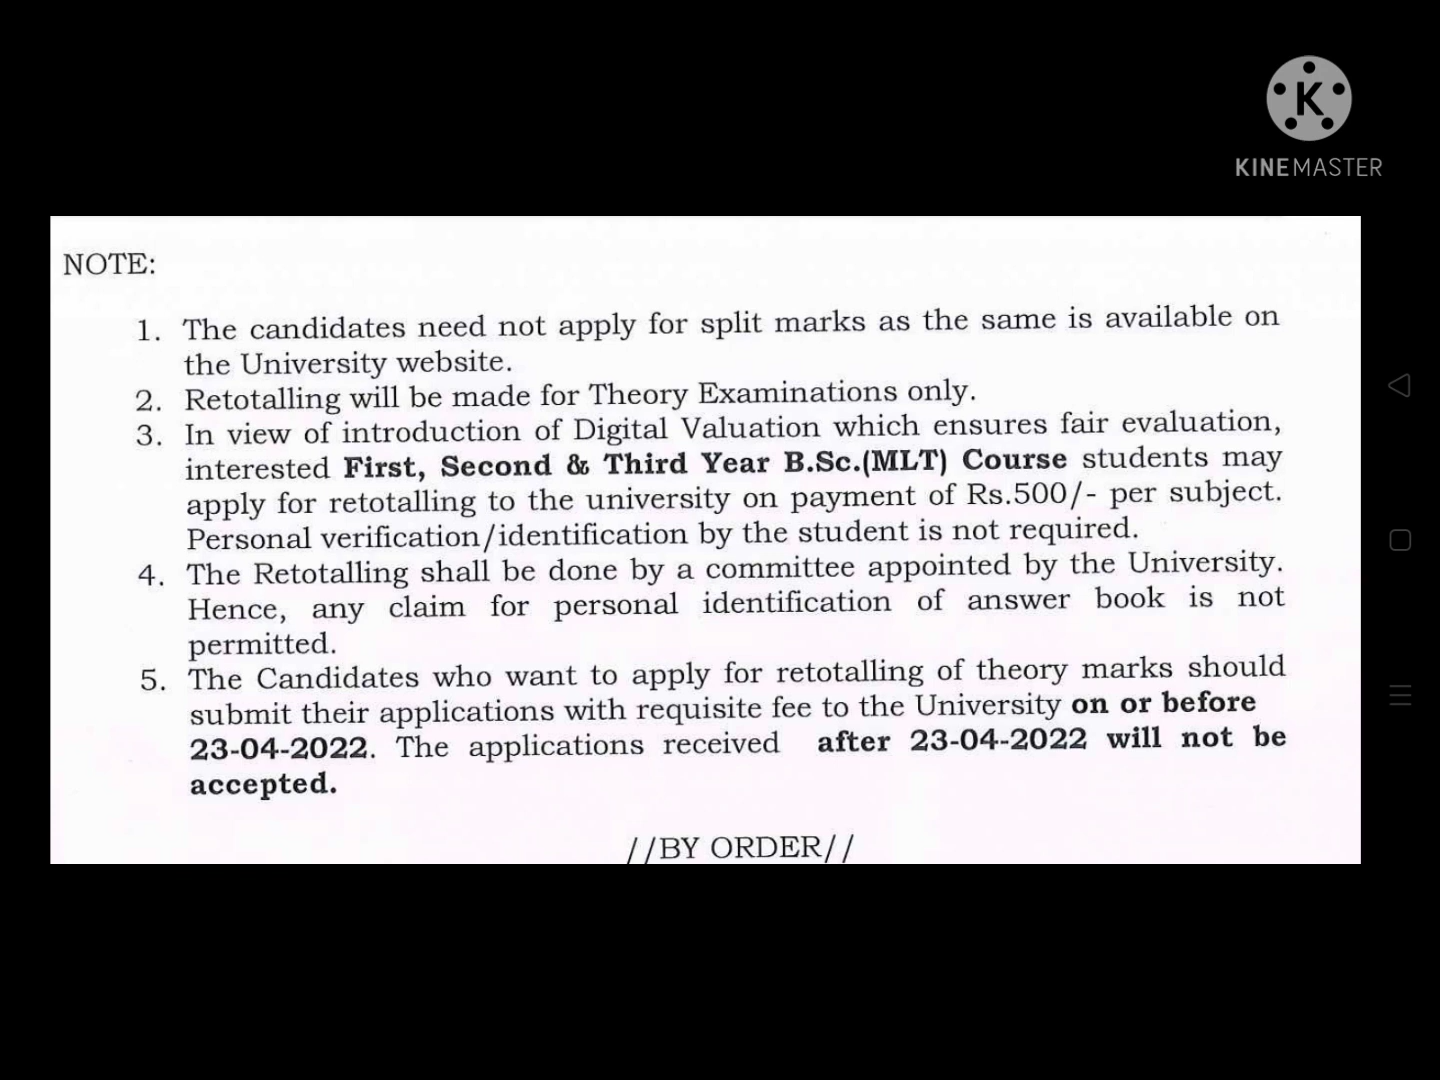 K
KINEMASTER
NOTE:
1. The candidates need not apply for split marks as the same is available on
the University website.
2. Retotalling will be made for Theory Examinations only.
3. In view of introduction of Digital Valuation which ensures fair evaluation,
interested First, Second & Third Year B.Sc.(MLT) Course students may
apply for retotalling to the university on payment of Rs.500/- per subject.
Personal verification/identification by the student is not required.
4. The Retotalling shall be done by a committee appointed by the University.
Hence, any claim for personal identification of answer book is not
permitted.
5. The Candidates who want to apply for retotalling of theory marks should
submit their applications with requisite fee to the University on or before
23-04-2022. The applications received after 23-04-2022 will not be
accepted.
//BY ORDER//